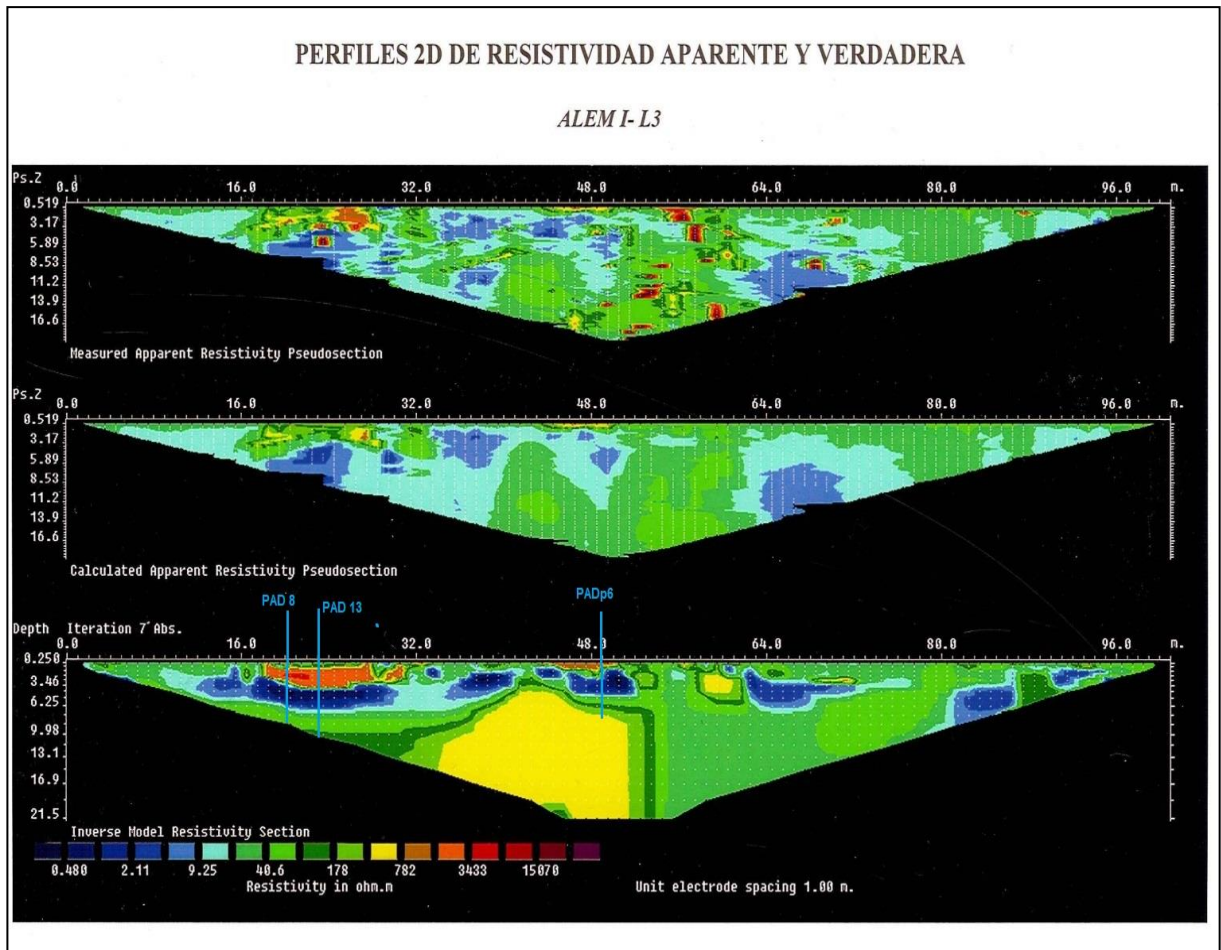 PERFILES 2D DE RESISTIVIDAD APARENTE Y VERDADERA
ALEM I- L3
Ps.Z 0.0 16.0 32.0 48.0 64.0 80.0 96.0 m.
0.519
3.17
5.89
8.53
11.2
13.9
16.6
Measured Apparent Resistivity Pseudosection
Ps.Z 0.0 16.0 32.0 48.0 64.0 80.0 96.0 m.
0.519
3.17
5.89
8.53
11.2
13.9
16.6
Calculated Apparent Resistivity Pseudosection
PAD 8 PAD 13 PADp6
Depth Iteration 7 Abs.
0.0 16.0 32.0 48.0 64.0 80.0 96.0 m.
0.250
3.46
6.25
9.98
13.1
16.9
21.5
Inverse Model Resistivity Section
0.480 2.11 9.25 40.6 178 782 3433 15070
Resistivity in ohm.m Unit electrode spacing 1.00 m.